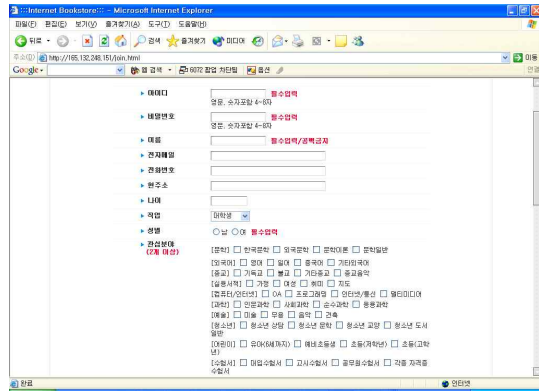 :::Internet Bookstore::: - Microsoft Internet Explorer
파일(F) 편집(E) 보기(V) 즐겨찾기(A) 도구(T) 도움말(H)
뒤로 검색 즐겨찾기 미디어
주소(D) http://165.132.248.151/join.html 이동
Google 웹 검색 6072 팝업 차단됨 옵션 연결
아이디 필수입력
영문, 숫자포함 4~8자
비밀번호 필수입력
영문, 숫자포함 4~8자
이름 필수입력/공백금지
전자메일
전화번호
현주소
나이
직업 대학생
성별 남 여 필수입력
관심분야 [문학] 한국문학 외국문학 문학이론 문학일반
(2개 이상)
[외국어] 영어 일어 중국어 기타외국어
[종교] 기독교 불교 기타종교 종교음악
[실용서적] 가정 여성 취미 지도
[컴퓨터/인터넷] OA 프로그래밍 인터넷/통신 멀티미디어
[과학] 인문과학 사회과학 순수과학 응용과학
[예술] 미술 무용 음악 건축
[청소년] 청소년 상담 청소년 문학 청소년 교양 청소년 도서
일반
[어린이] 유아(6세까지) 예비초등생 초등(저학년) 초등(고학
년)
[수험서] 대입수험서 고시수험서 공무원수험서 각종 자격증
수험서
완료 인터넷